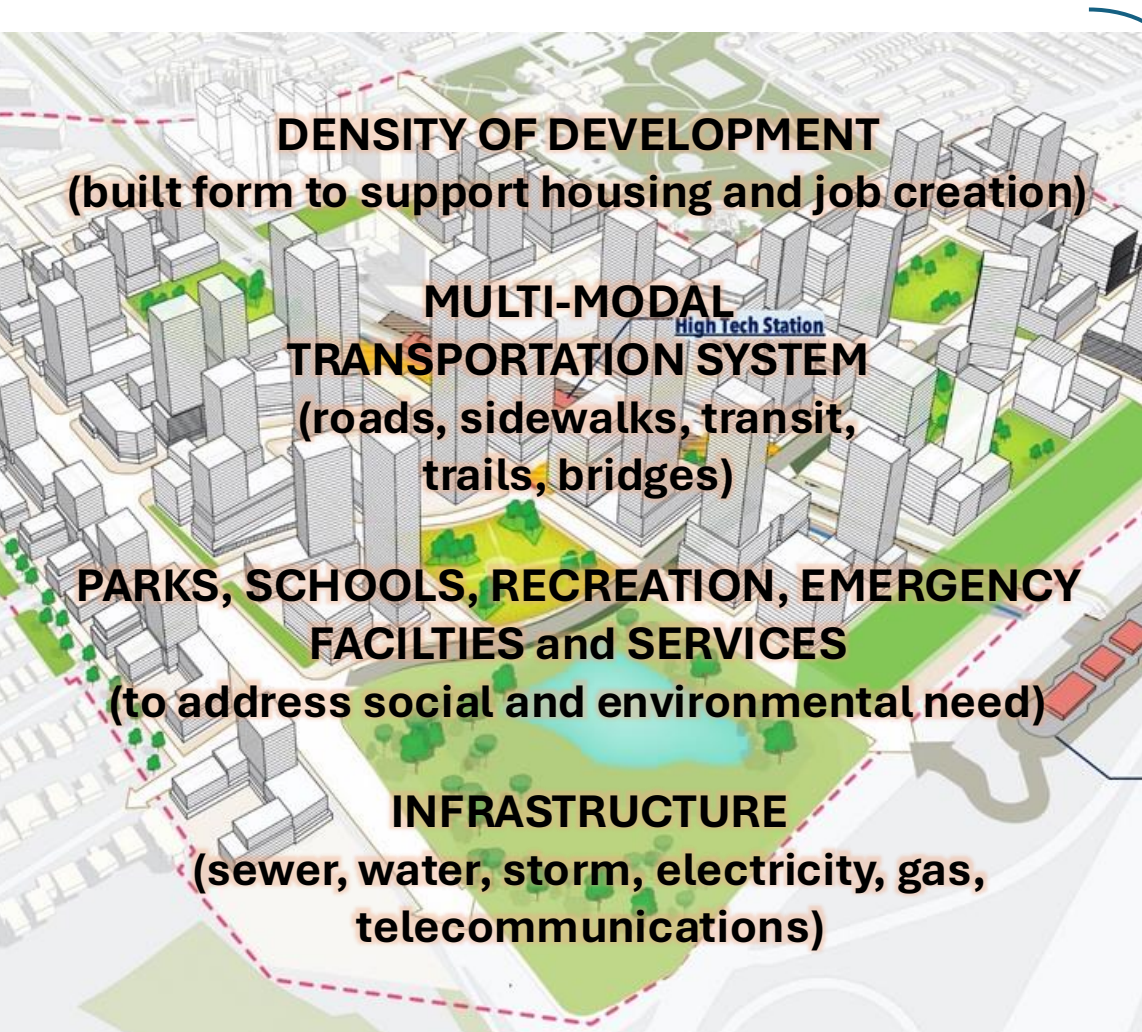 DENSITY OF DEVELOPMENT
(built form to support housing and job creation)
MULTI-MODAL
High Tech Station
TRANSPORTATION SYSTEM
(roads, sidewalks, transit,
trails, bridges)
PARKS, SCHOOLS, RECREATION, EMERGENCY
FACILTIES and SERVICES
(to address social and environmental need)
INFRASTRUCTURE
(sewer, water, storm, electricity, gas,
telecommunications)